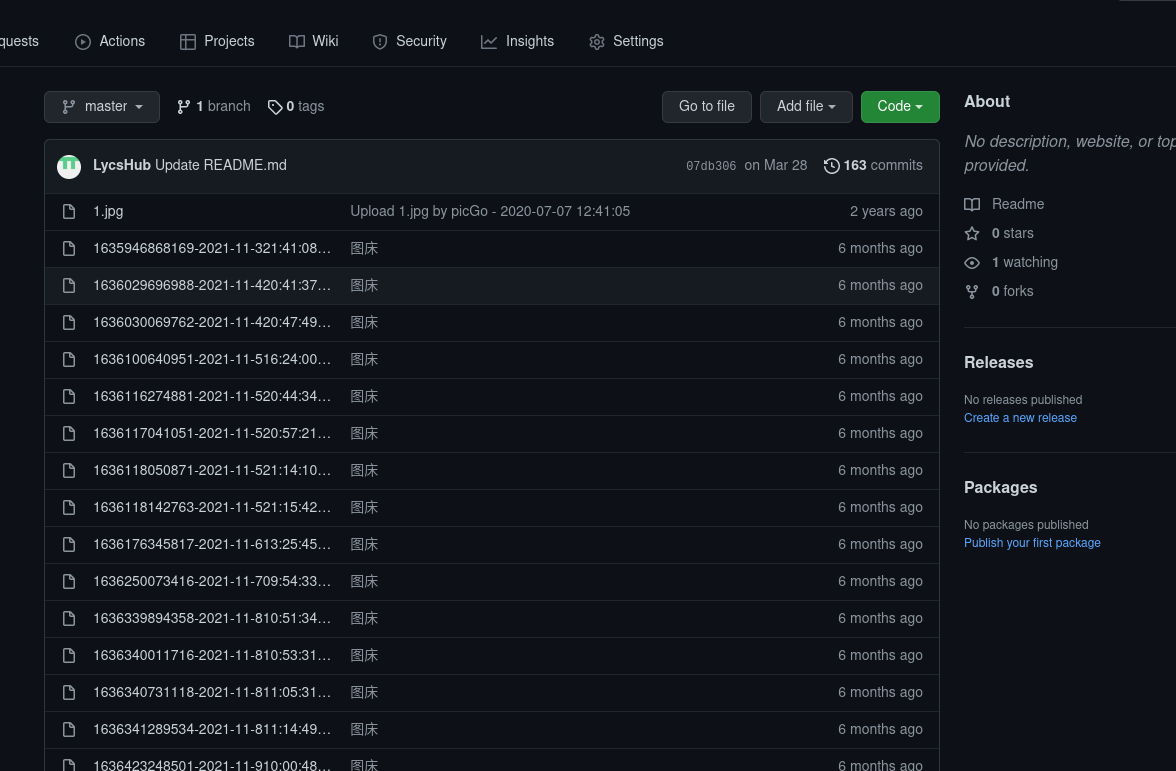 quests Actions Projects Wiki Security Insights Settings
master 1 branch 0 tags Go to file Add file Code
LycsHub Update README.md 07db306 on Mar 28 163 commits
1.jpg Upload 1.jpg by picGo - 2020-07-07 12:41:05 2 years ago
1635946868169-2021-11-321:41:08… 图床 6 months ago
1636029696988-2021-11-420:41:37… 图床 6 months ago
1636030069762-2021-11-420:47:49… 图床 6 months ago
1636100640951-2021-11-516:24:00… 图床 6 months ago
1636116274881-2021-11-520:44:34… 图床 6 months ago
1636117041051-2021-11-520:57:21… 图床 6 months ago
1636118050871-2021-11-521:14:10… 图床 6 months ago
1636118142763-2021-11-521:15:42… 图床 6 months ago
1636176345817-2021-11-613:25:45… 图床 6 months ago
1636250073416-2021-11-709:54:33… 图床 6 months ago
1636339894358-2021-11-810:51:34… 图床 6 months ago
1636340011716-2021-11-810:53:31… 图床 6 months ago
1636340731118-2021-11-811:05:31… 图床 6 months ago
1636341289534-2021-11-811:14:49… 图床 6 months ago
1636423248501-2021-910:00:48… 图床 6 months ago
About
No description, website, or top
provided.
Readme
0 stars
1 watching
0 forks
Releases
No releases published
Create a new release
Packages
No packages published
Publish your first package